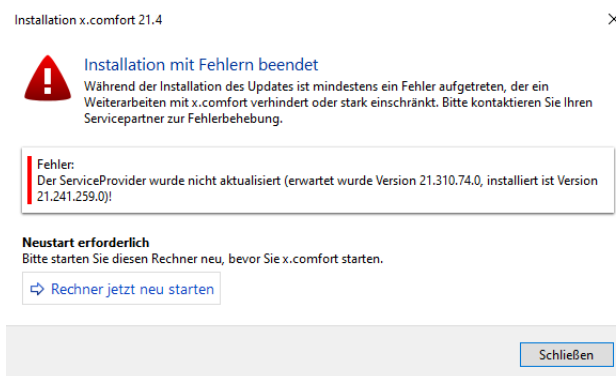 Installation x.comfort 21.4
Installation mit Fehlern beendet
Während der Installation des Updates ist mindestens ein Fehler aufgetreten, der ein
Weiterarbeiten mit x.comfort verhindert oder stark einschränkt. Bitte kontaktieren Sie Ihren
Servicepartner zur Fehlerbehebung.
Fehler:
Der ServiceProvider wurde nicht aktualisiert (erwartet wurde Version 21.310.74.0, installiert ist Version
21.241.259.0)!
Neustart erforderlich
Bitte starten Sie diesen Rechner neu, bevor Sie x.comfort starten.
Rechner jetzt neu starten
Schließen